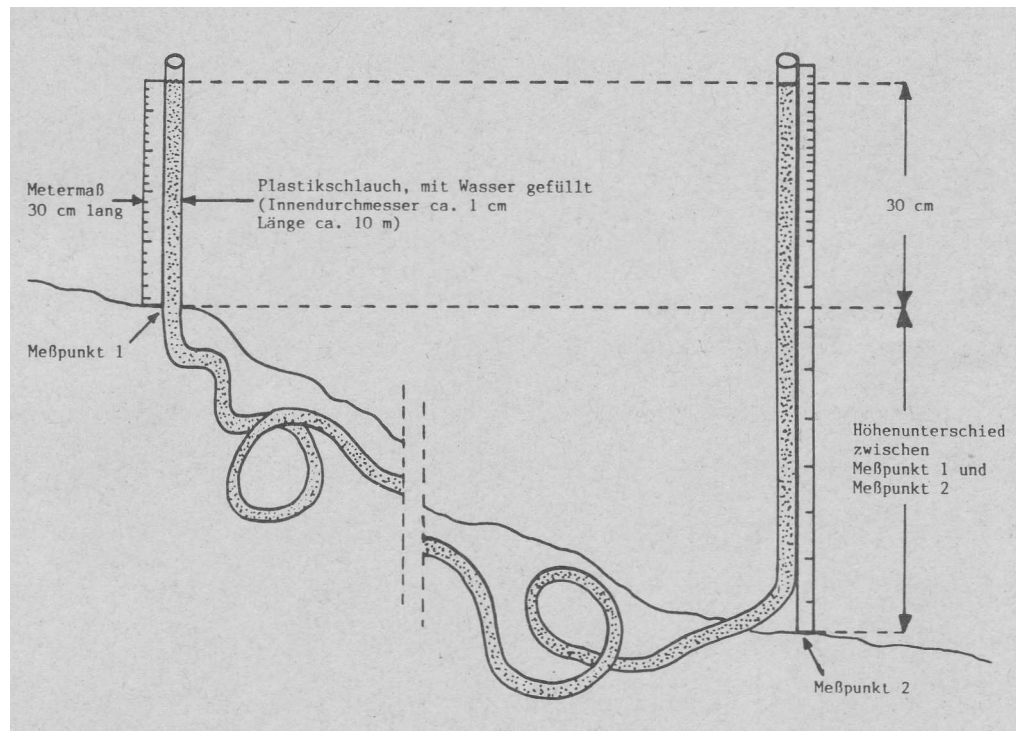 Metermaß
30 cm lang
Plastikschlauch, mit Wasser gefüllt
(Innendurchmesser ca. 1 cm
Länge ca. 10 m)
30 cm
Meßpunkt 1
Höhenunterschied
zwischen
Meßpunkt 1 und
Meßpunkt 2
Meßpunkt 2